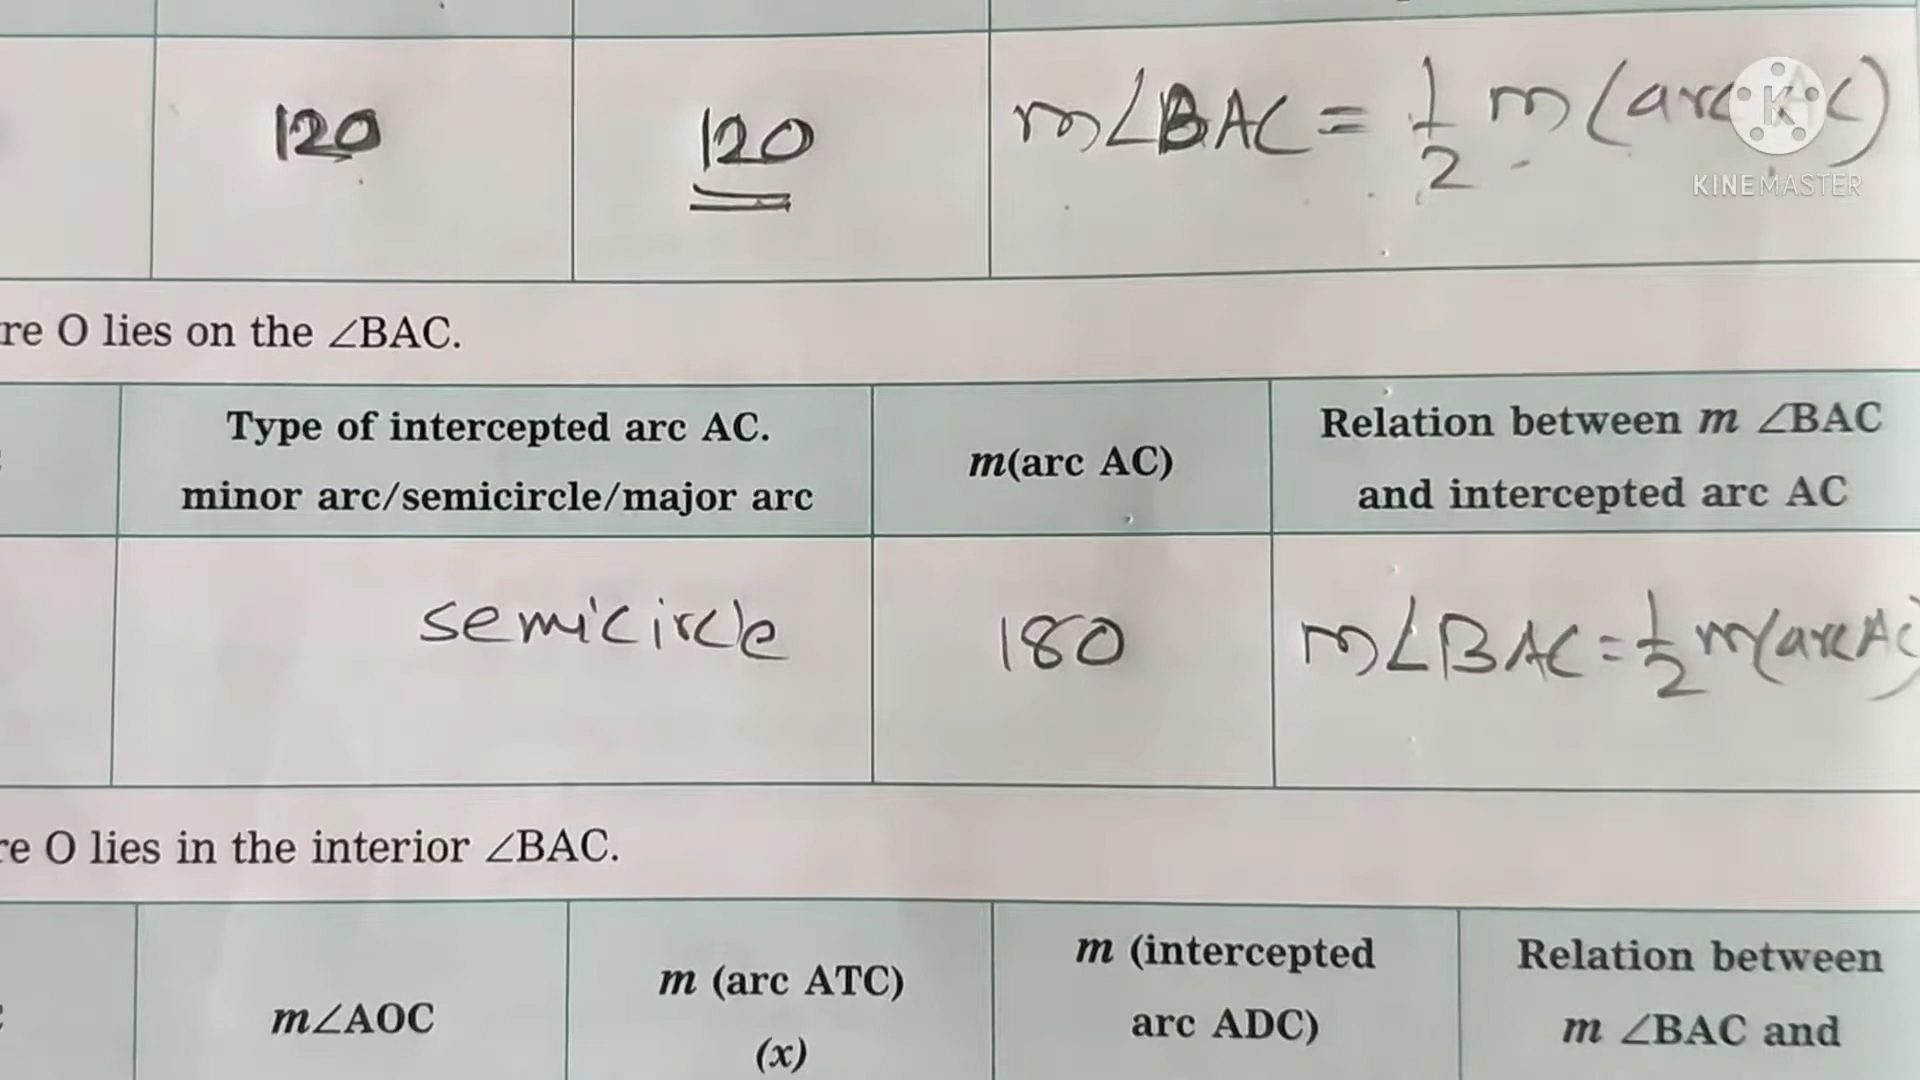 120
120
m∠BAC = 1/2 m(arc AC)
K
KINEMASTER
re O lies on the ∠BAC.
Type of intercepted arc AC.
minor arc/semicircle/major arc
m(arc AC)
Relation between m ∠BAC
and intercepted arc AC
semicircle
180
m∠BAC = 1/2 m(arc AC)
re O lies in the interior ∠BAC.
m∠AOC
m (arc ATC)
(x)
m (intercepted
arc ADC)
Relation between
m ∠BAC and